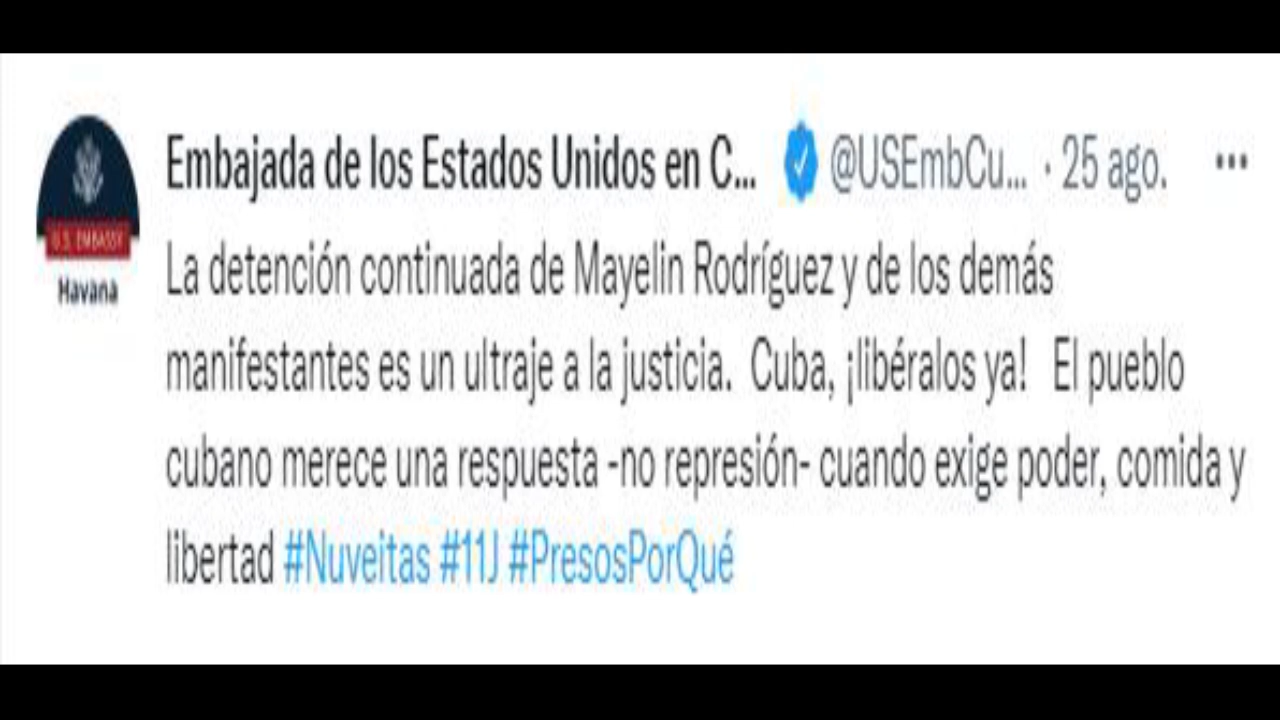 Embajada de los Estados Unidos en C... @USEmbCu... · 25 ago. ...
U.S. EMBASSY
Havana
La detención continuada de Mayelin Rodríguez y de los demás
manifestantes es un ultraje a la justicia. Cuba, ¡libéralos ya! El pueblo
cubano merece una respuesta -no represión- cuando exige poder, comida y
libertad #Nuveitas #11J #PresosPorQué